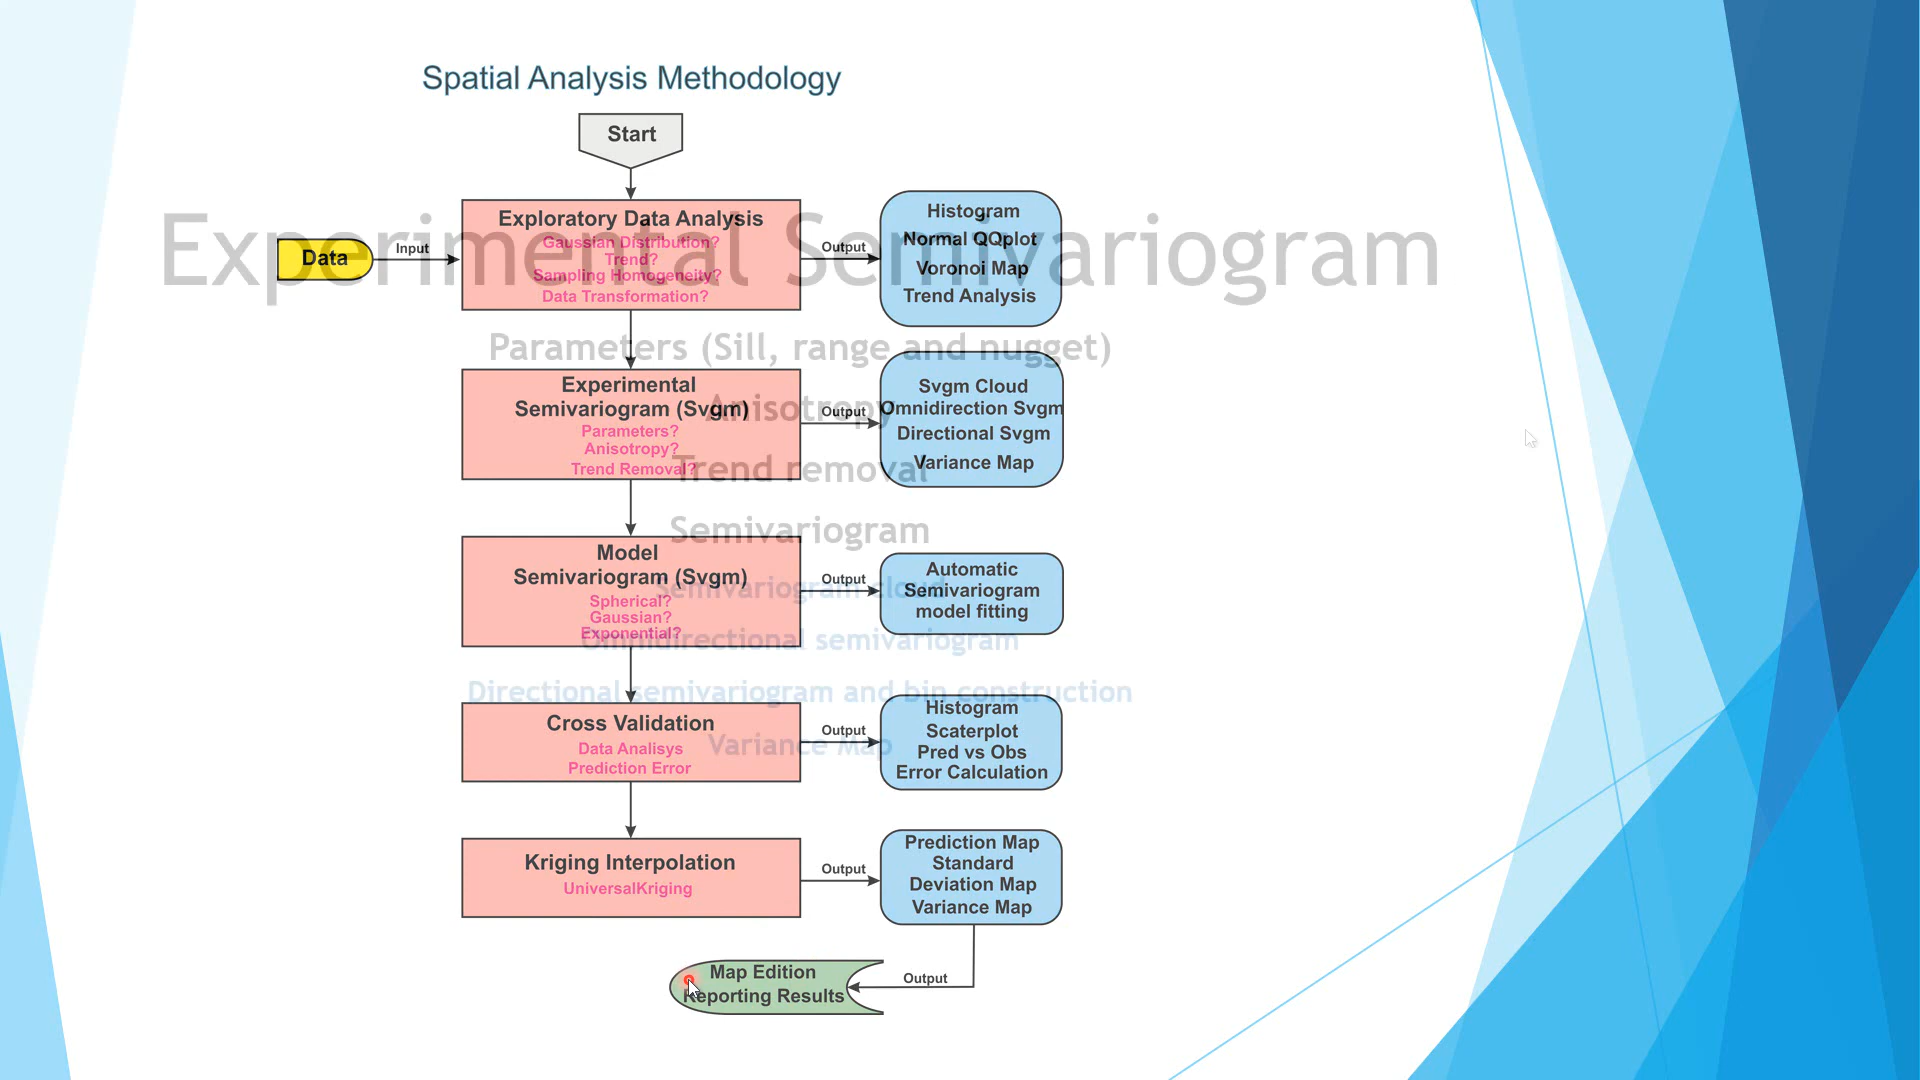 Spatial Analysis Methodology
Start
Exploratory Data Analysis
Gaussian Distribution?
Trend?
Sampling Homogeneity?
Data Transformation?
Data
Input
Output
Histogram
Normal QQplot
Voronoi Map
Trend Analysis
Experimental
Semivariogram (Svgm)
Parameters?
Anisotropy?
Trend Removal?
Output
Svgm Cloud
Omnidirection Svgm
Directional Svgm
Variance Map
Model
Semivariogram (Svgm)
Spherical?
Gaussian?
Exponential?
Output
Automatic
Semivariogram
model fitting
Cross Validation
Data Analisys
Prediction Error
Output
Histogram
Scaterplot
Pred vs Obs
Error Calculation
Kriging Interpolation
UniversalKriging
Output
Prediction Map
Standard
Deviation Map
Variance Map
Output
Map Edition
Reporting Results
Experimental Semivariogram
Parameters (Sill, range and nugget)
Anisotropy
Trend removal
Semivariogram
Semivariogram cloud
Omnidirectional semivariogram
Directional semivariogram and bin construction
Variance Map